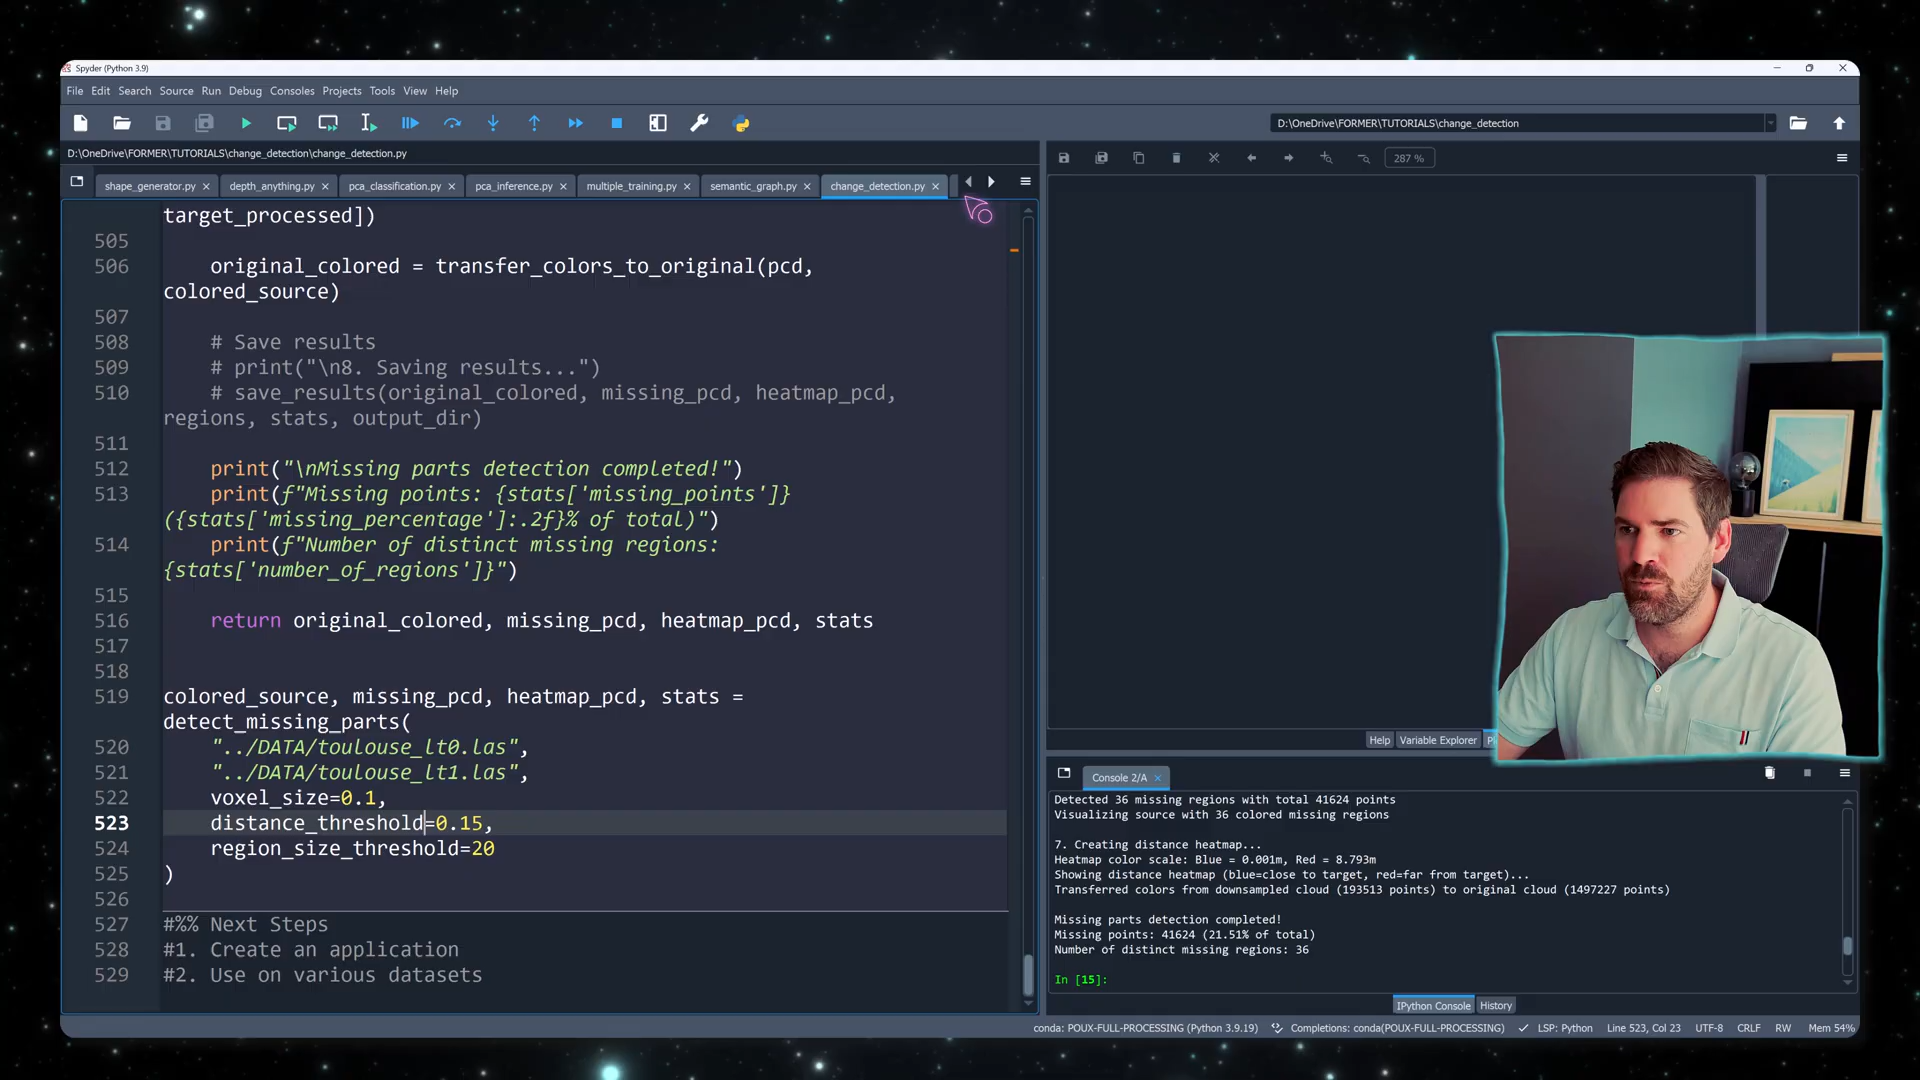 Spyder (Python 3.9)
File Edit Search Source Run Debug Consoles Projects Tools View Help
D:\OneDrive\FORMER\TUTORIALS\change_detection
D:\OneDrive\FORMER\TUTORIALS\change_detection\change_detection.py
287 %
shape_generator.py depth_anything.py pca_classification.py pca_inference.py multiple_training.py semantic_graph.py change_detection.py
target_processed])
505
506 original_colored = transfer_colors_to_original(pcd,
colored_source)
507
508 # Save results
509 # print("\n8. Saving results...")
510 # save_results(original_colored, missing_pcd, heatmap_pcd,
regions, stats, output_dir)
511
512 print("\nMissing parts detection completed!")
513 print(f"Missing points: {stats['missing_points']}
({stats['missing_percentage']:.2f}% of total)")
514 print(f"Number of distinct missing regions:
{stats['number_of_regions']}")
515
516 return original_colored, missing_pcd, heatmap_pcd, stats
517
518
519 colored_source, missing_pcd, heatmap_pcd, stats =
detect_missing_parts(
520 "../DATA/toulouse_lt0.las",
521 "../DATA/toulouse_lt1.las",
522 voxel_size=0.1,
523 distance_threshold=0.15,
524 region_size_threshold=20
525 )
526
527 #%% Next Steps
528 #1. Create an application
529 #2. Use on various datasets
Help Variable Explorer
Console 2/A
Detected 36 missing regions with total 41624 points
Visualizing source with 36 colored missing regions
7. Creating distance heatmap...
Heatmap color scale: Blue = 0.001m, Red = 8.793m
Showing distance heatmap (blue=close to target, red=far from target)...
Transferred colors from downsampled cloud (193513 points) to original cloud (1497227 points)
Missing parts detection completed!
Missing points: 41624 (21.51% of total)
Number of distinct missing regions: 36
In [15]:
IPython Console History
conda: POUX-FULL-PROCESSING (Python 3.9.19) Completions: conda(POUX-FULL-PROCESSING) LSP: Python Line 523, Col 23 UTF-8 CRLF RW Mem 54%